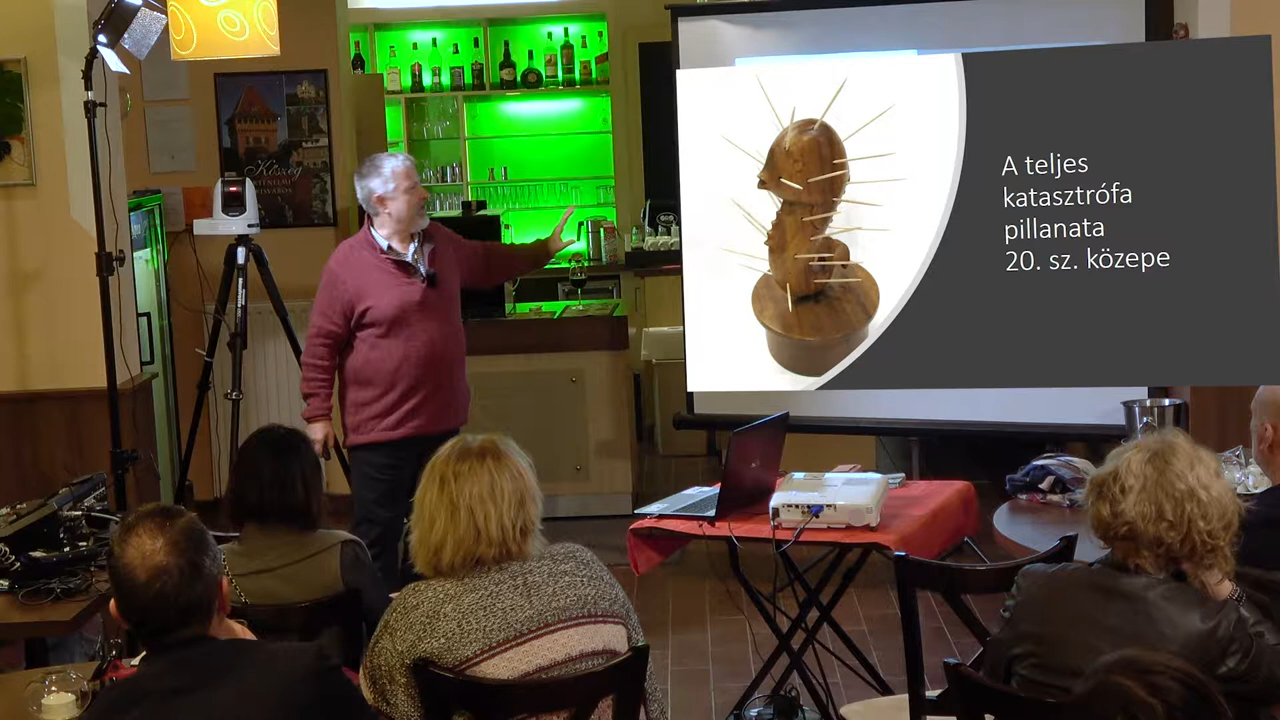 Kőszeg
A teljes
katasztrófa
pillanata
20. sz. közepe